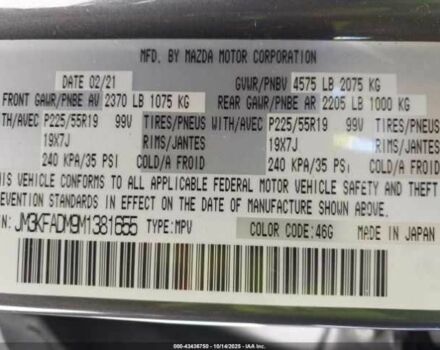 MFD. BY MAZDA MOTOR CORPORATION
DATE 02/21 GVWR/PNBV 4575 LB 2075 KG
FRONT GAWR/PNBE AV 2370 LB 1075 KG REAR GAWR/PNBE AR 2205 LB 1000 KG
TH/AVEC P225/55R19 99V TIRES/PNEUS WITH/AVEC P225/55R19 99V TIRES/PNEUS
19X7J RIMS/JANTES 19X7J RIMS/JANTES
240 KPA/35 PSI COLD/A FROID 240 KPA/35 PSI COLD/A FROID
IS VEHICLE CONFORMS TO ALL APPLICABLE FEDERAL MOTOR VEHICLE SAFETY AND THEFT
EVENTION STANDARDS IN EFFECT ON THE DATE OF MANUFACTURE SHOWN ABOVE.
N: JM3KFADM9M1381655 TYPE:MPV COLOR CODE:46G MADE IN JAPAN
000-43436750 - 10/14/2025 - IAA Inc.